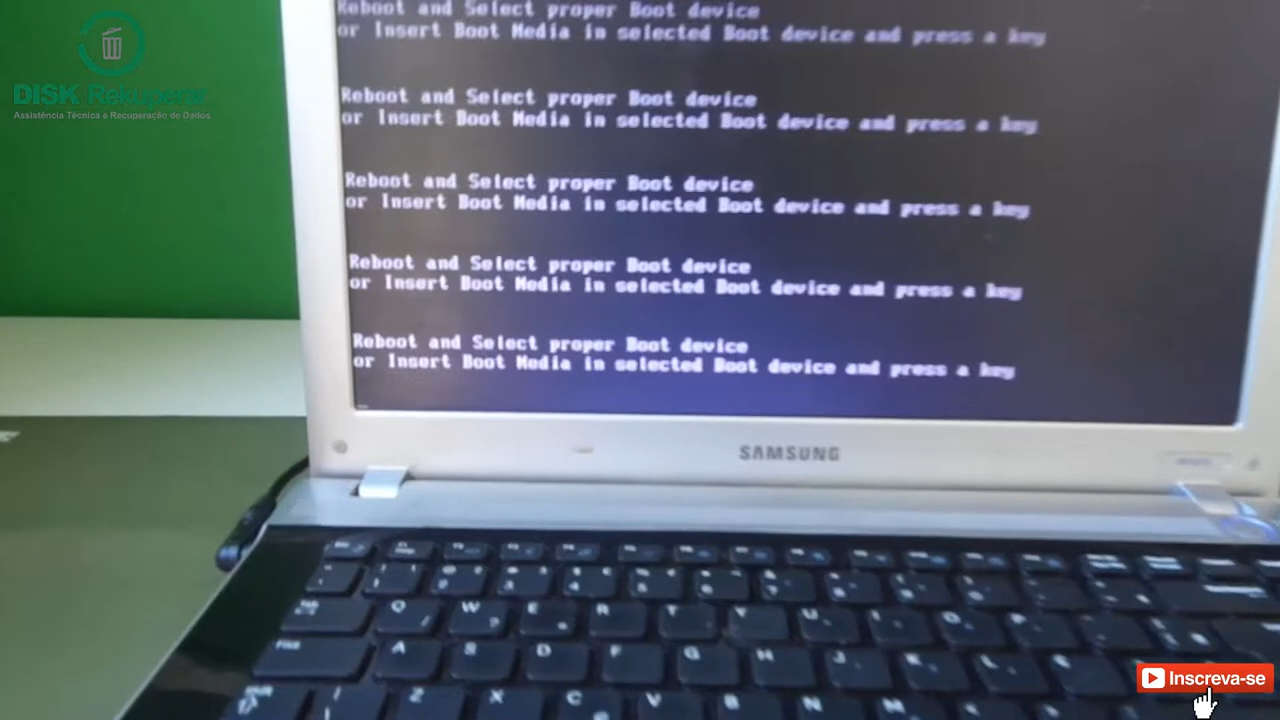 DISK Rekuperar
Assistência Técnica e Recuperação de Dados
Reboot and Select proper Boot device
or Insert Boot Media in selected Boot device and press a key
Reboot and Select proper Boot device
or Insert Boot Media in selected Boot device and press a key
Reboot and Select proper Boot device
or Insert Boot Media in selected Boot device and press a key
Reboot and Select proper Boot device
or Insert Boot Media in selected Boot device and press a key
Reboot and Select proper Boot device
or Insert Boot Media in selected Boot device and press a key
SAMSUNG
Q W E R T Y U I O P
A S D F G H J K L
Z X C V B N M
Inscreva-se